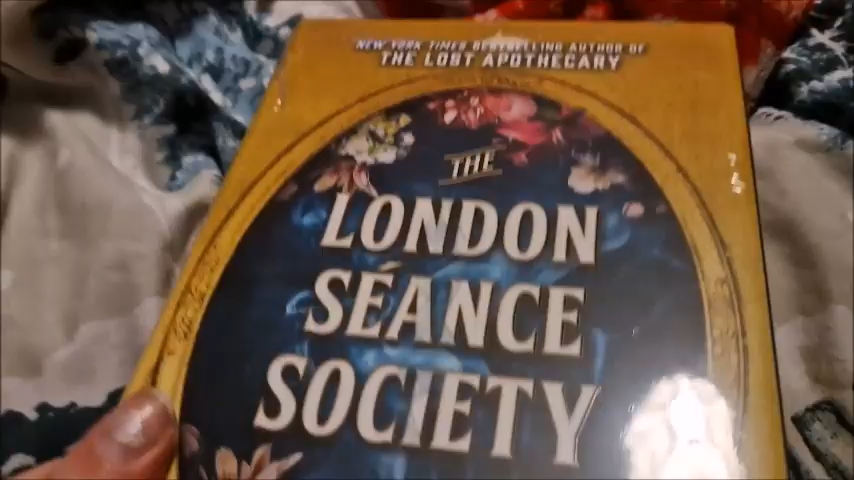 NEW YORK TIMES BESTSELLING AUTHOR OF
THE LOST APOTHECARY
THE
LONDON
SÉANCE
SOCIETY